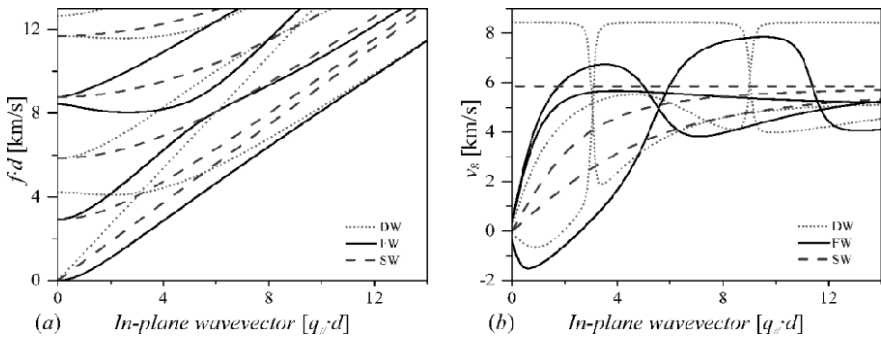 12
8
4
0
f·d [km/s]
DW
FW
SW
0
4
8
12
(a)
In-plane wavevector [q//·d]
8
6
4
2
0
-2
v_g [km/s]
DW
FW
SW
0
4
8
12
(b)
In-plane wavevector [q//·d]